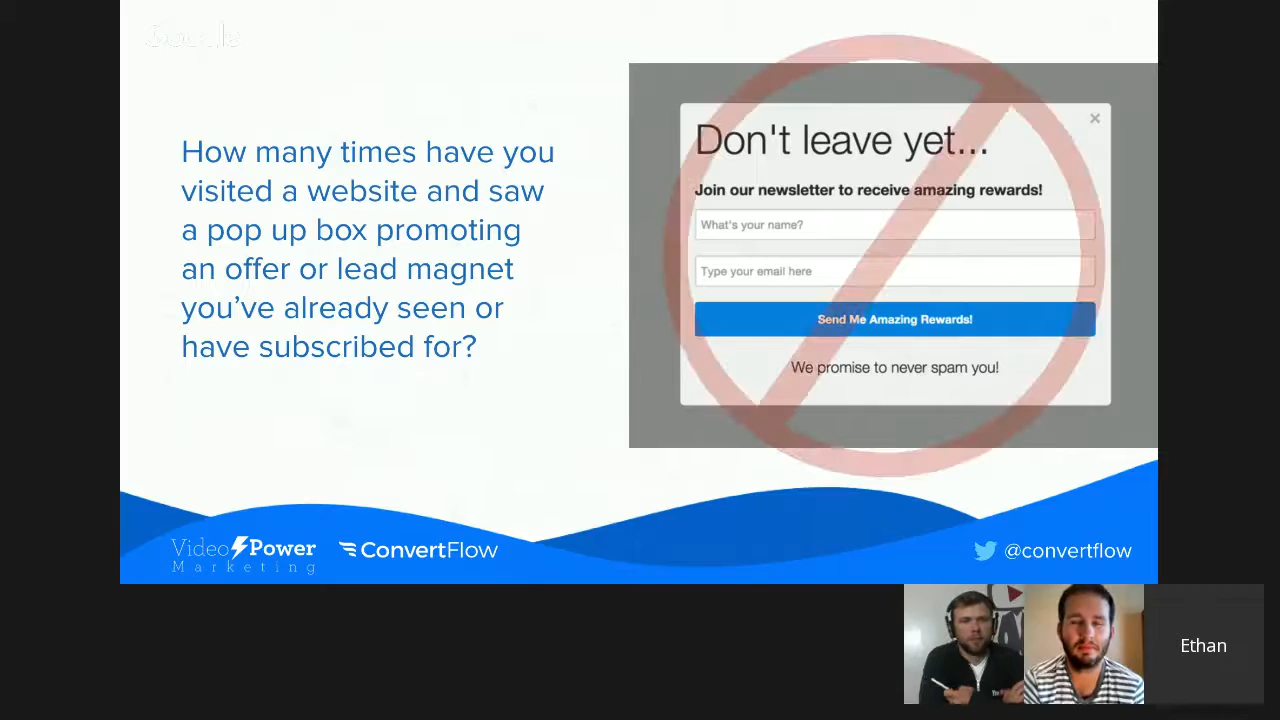 How many times have you
visited a website and saw
a pop up box promoting
an offer or lead magnet
you've already seen or
have subscribed for?
Don't leave yet...
×
Join our newsletter to receive amazing rewards!
What's your name?
Type your email here
Send Me Amazing Rewards!
We promise to never spam you!
Video Power
Marketing
ConvertFlow
@convertflow
Ethan